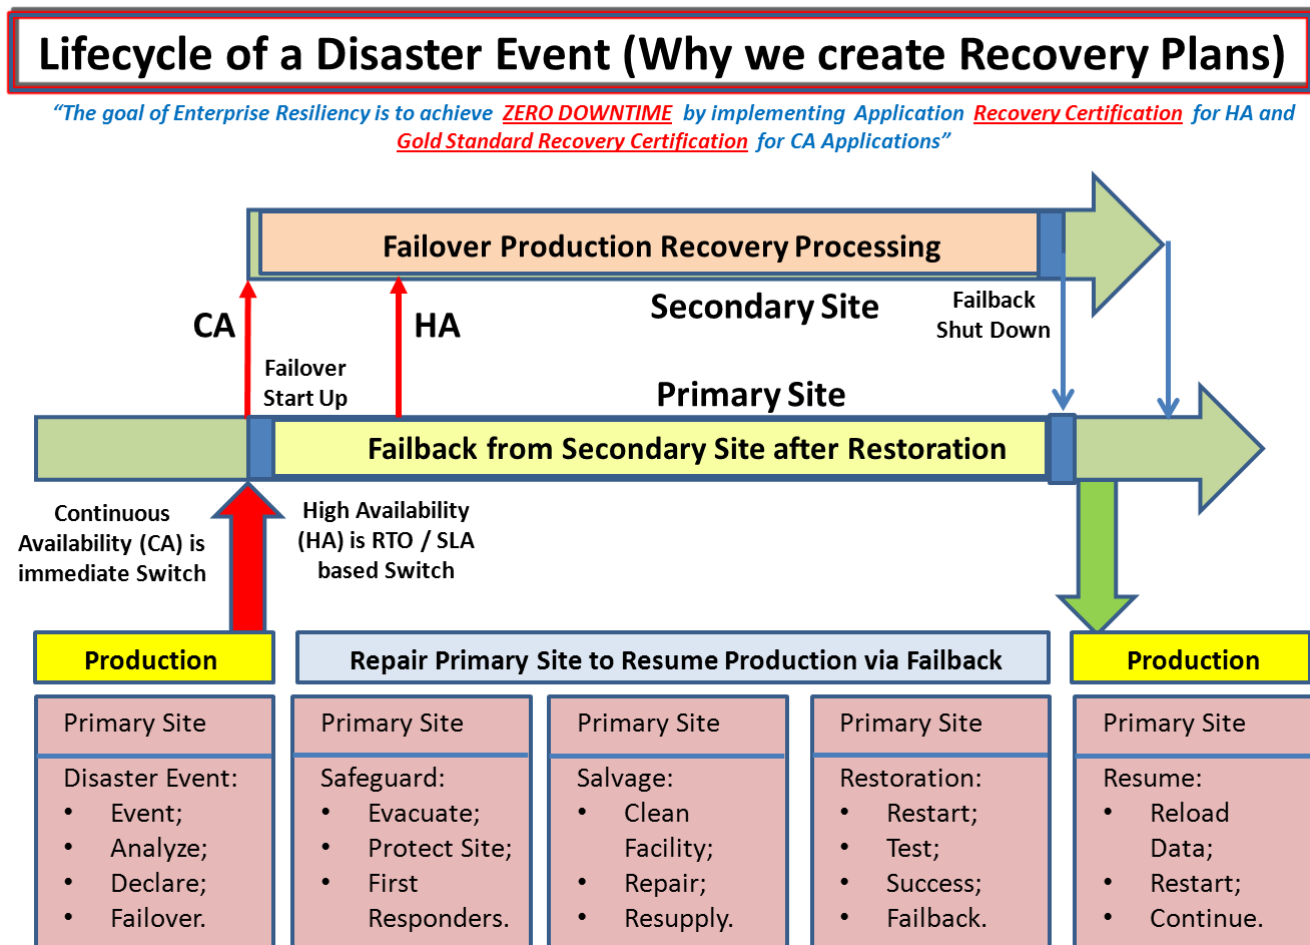 Lifecycle of a Disaster Event (Why we create Recovery Plans)
“The goal of Enterprise Resiliency is to achieve ZERO DOWNTIME by implementing Application Recovery Certification for HA and
Gold Standard Recovery Certification for CA Applications”
Failover Production Recovery Processing
Secondary Site
CA
HA
Failback
Shut Down
Failover
Start Up
Primary Site
Failback from Secondary Site after Restoration
Continuous
Availability (CA) is
immediate Switch
High Availability
(HA) is RTO / SLA
based Switch
Production
Repair Primary Site to Resume Production via Failback
Production
Primary Site
Disaster Event:
• Event;
• Analyze;
• Declare;
• Failover.
Primary Site
Safeguard:
• Evacuate;
• Protect Site;
• First
Responders.
Primary Site
Salvage:
• Clean
Facility;
• Repair;
• Resupply.
Primary Site
Restoration:
• Restart;
• Test;
• Success;
• Failback.
Primary Site
Resume:
• Reload
Data;
• Restart;
• Continue.